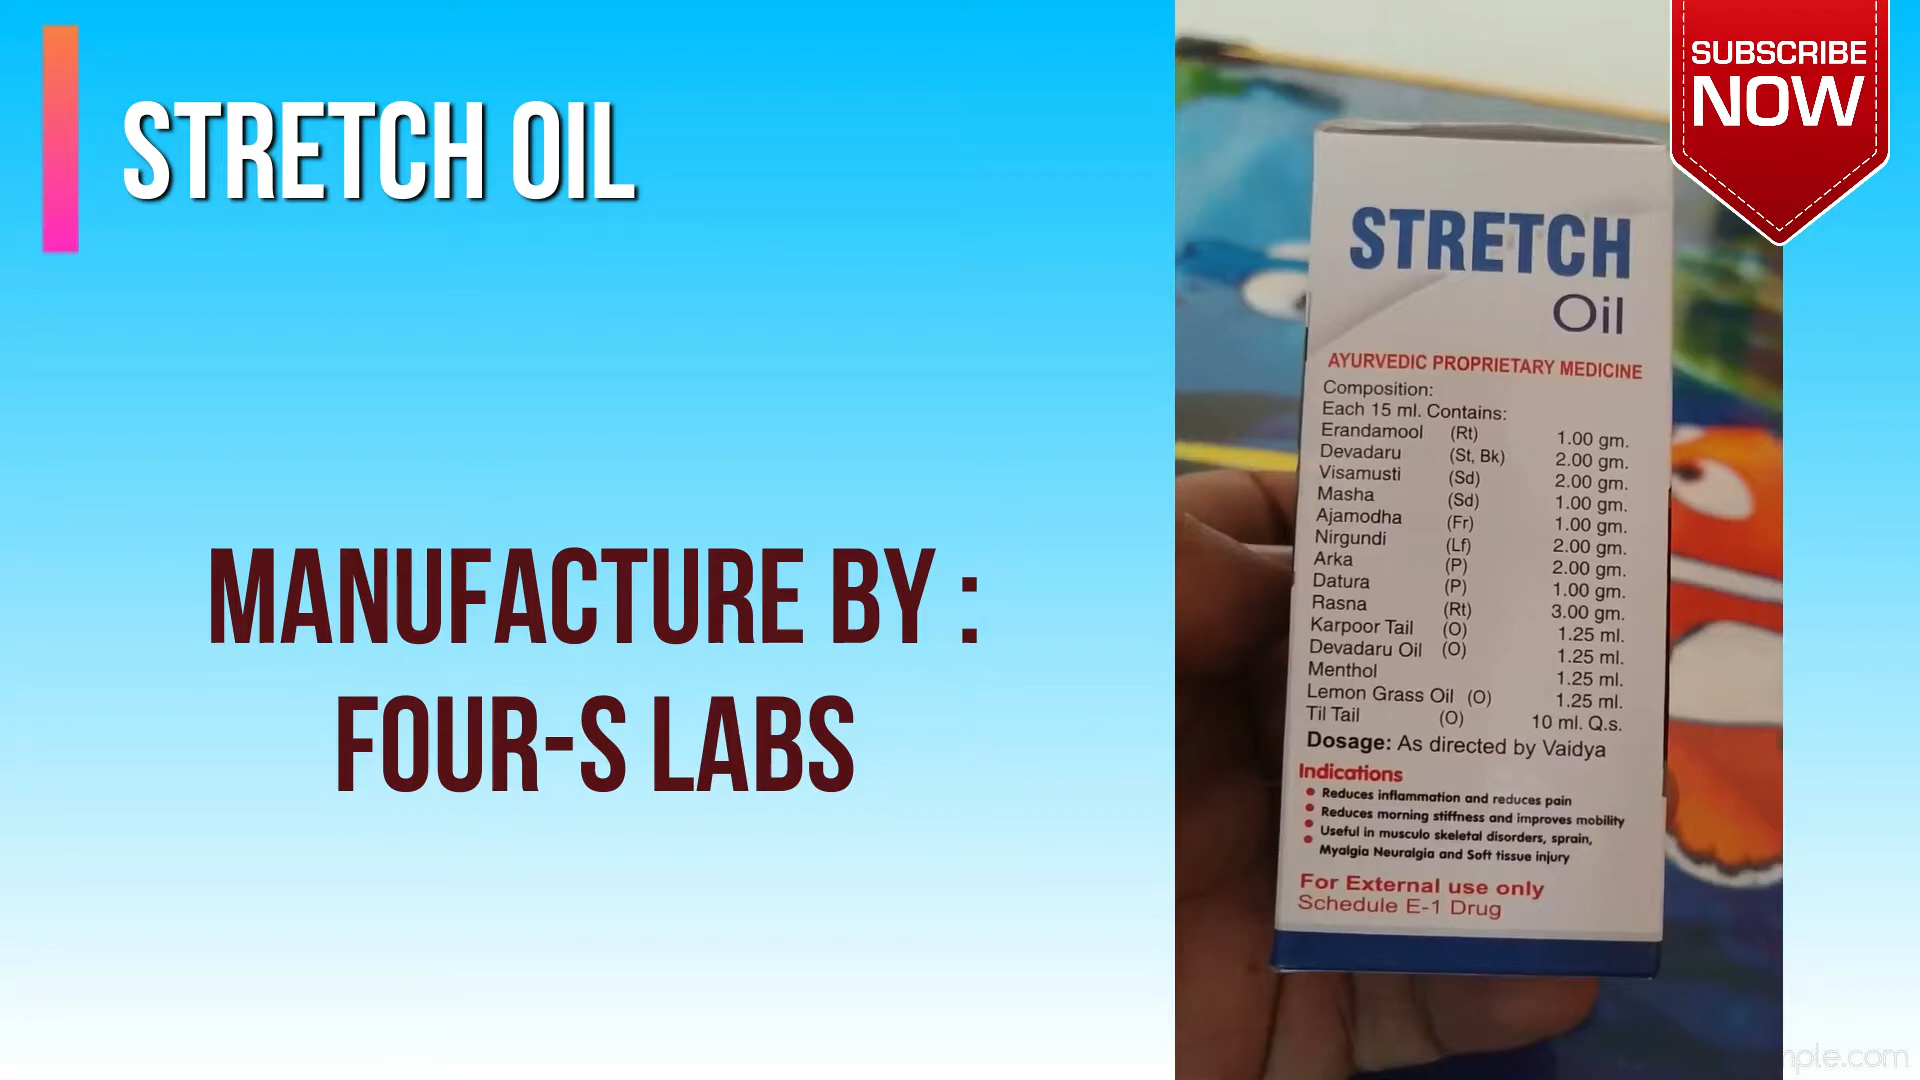 STRETCH OIL
MANUFACTURE BY :
FOUR-S LABS
SUBSCRIBE
NOW
STRETCH
Oil
AYURVEDIC PROPRIETARY MEDICINE
Composition:
Each 15 ml. Contains:
Erandamool (Rt) 1.00 gm.
Devadaru (St, Bk) 2.00 gm.
Visamusti (Sd) 2.00 gm.
Masha (Sd) 1.00 gm.
Ajamodha (Fr) 1.00 gm.
Nirgundi (Lf) 2.00 gm.
Arka (P) 2.00 gm.
Datura (P) 1.00 gm.
Rasna (Rt) 3.00 gm.
Karpoor Tail (O) 1.25 ml.
Devadaru Oil (O) 1.25 ml.
Menthol 1.25 ml.
Lemon Grass Oil (O) 1.25 ml.
Til Tail (O) 10 ml. Q.s.
Dosage: As directed by Vaidya
Indications
Reduces inflammation and reduces pain
Reduces morning stiffness and improves mobility
Useful in musculo skeletal disorders, sprain,
Myalgia Neuralgia and Soft tissue injury
For External use only
Schedule E-1 Drug